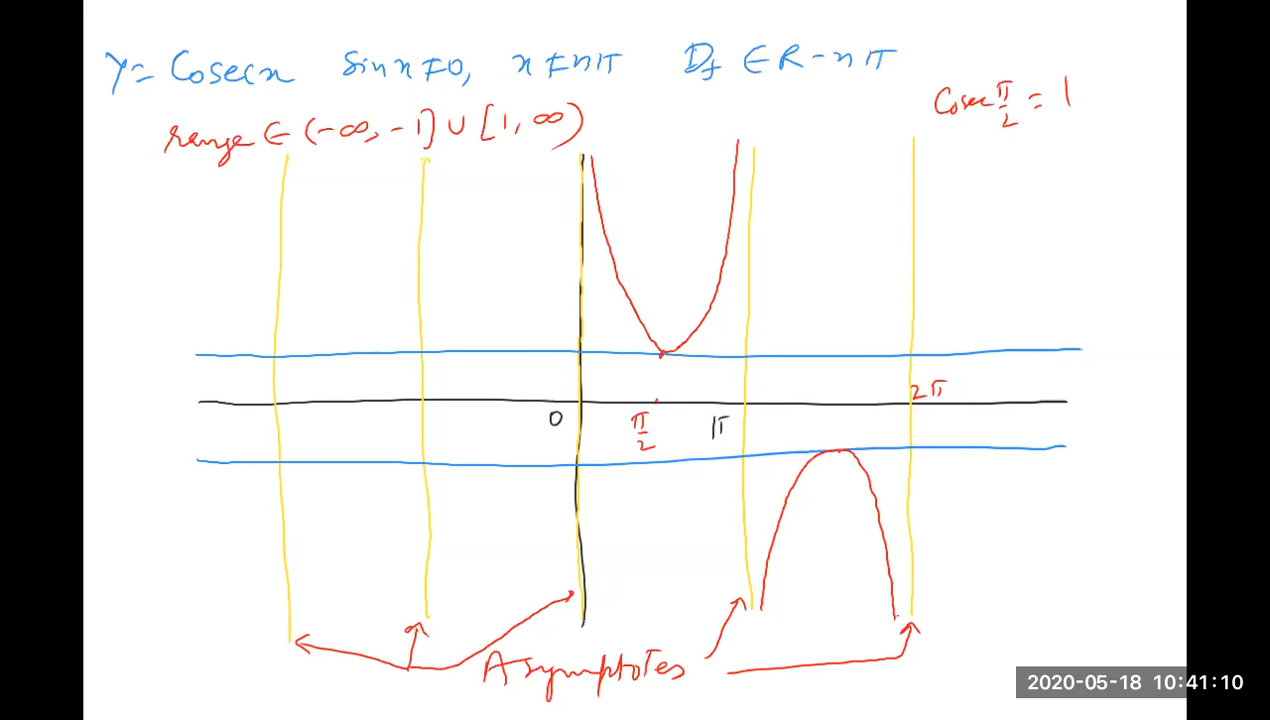 y = Cosecx Sinx≠0, x≠nπ Df ∈ R-nπ
Cosec π/2 = 1
range ∈ (-∞, -1] ∪ [1, ∞)
2π
0 π/2 π
Asymptotes
2020-05-18 10:41:10